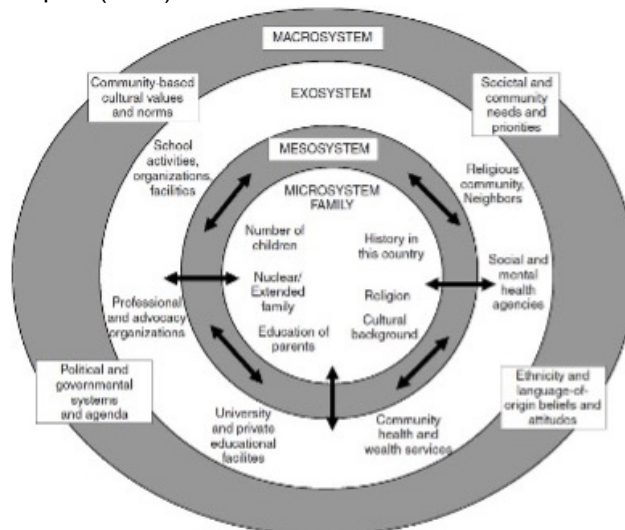 MACROSYSTEM
Community-based
cultural values
and norms
Societal and
community
needs and
priorities
EXOSYSTEM
School
activities,
organizations,
facilities
MESOSYSTEM
Religious
community,
Neighbors
MICROSYSTEM
FAMILY
Number of
children
History in
this country
Nuclear/
Extended
family
Social and
mental
health
agencies
Religion
Professional
and advocacy
organizations
Education of
parents
Cultural
background
Political and
governmental
systems
and agenda
Ethnicity and
language-of-
origin beliefs and
attitudes
University
and private
educational
facilites
Community
health and
wealth services